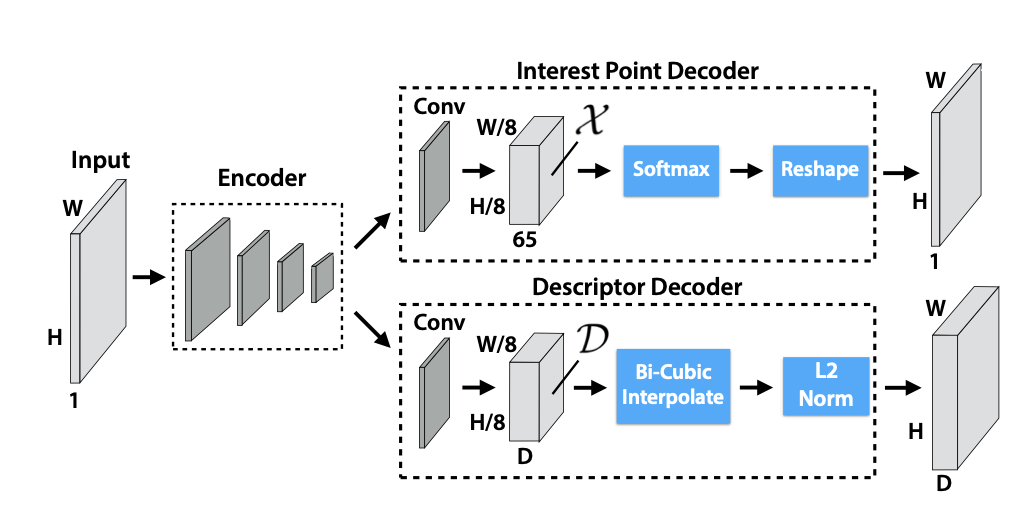 Input
W
H
1
Encoder
Interest Point Decoder
Conv
W/8
H/8
65
𝒳
Softmax
Reshape
W
H
1
Descriptor Decoder
Conv
W/8
H/8
D
𝒟
Bi-Cubic
Interpolate
L2
Norm
W
H
D